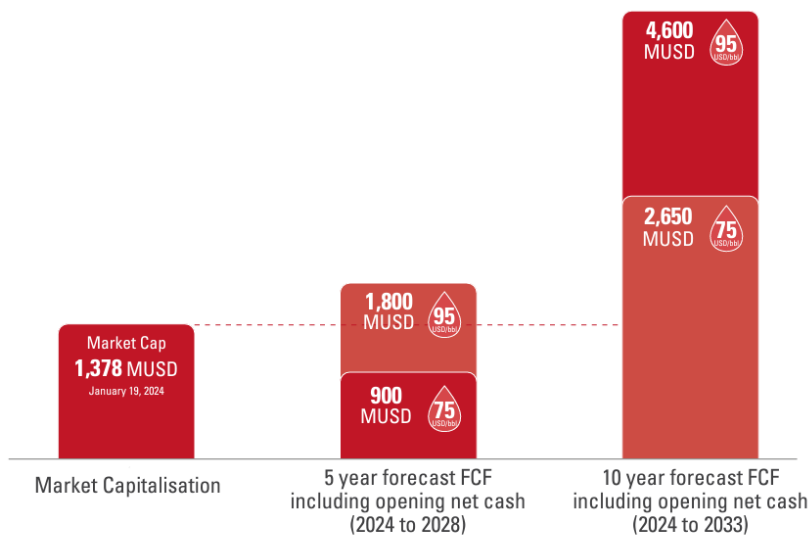 Market Cap
1,378 MUSD
January 19, 2024
1,800
MUSD
95
USD/bbl
900
MUSD
75
USD/bbl
4,600
MUSD
95
USD/bbl
2,650
MUSD
75
USD/bbl
Market Capitalisation
5 year forecast FCF
including opening net cash
(2024 to 2028)
10 year forecast FCF
including opening net cash
(2024 to 2033)